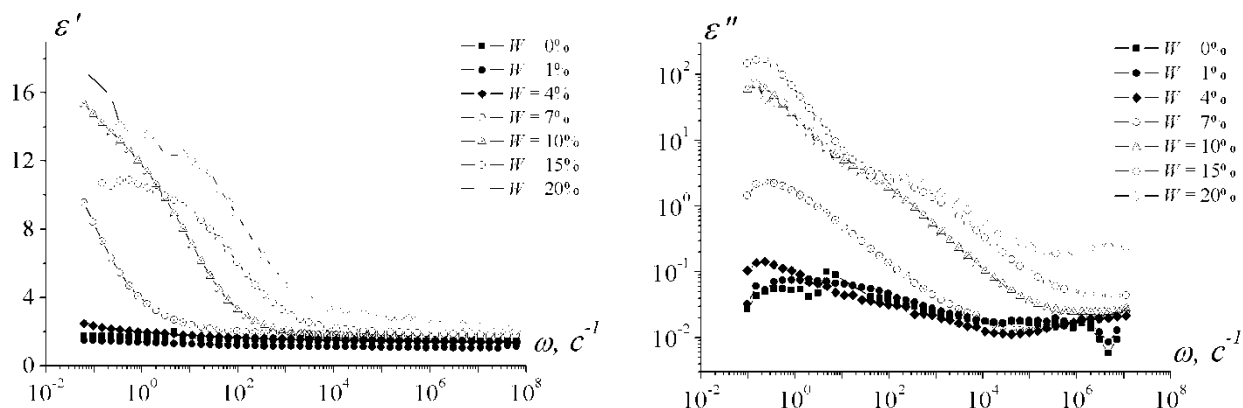 ε'
16
12
8
4
0
10⁻² 10⁰ 10² 10⁴ 10⁶ 10⁸
ω, c⁻¹
W 0%
W 1%
W = 4%
W = 7%
W = 10%
W 15%
W 20%
ε''
10²
10¹
10⁰
10⁻¹
10⁻²
10⁻² 10⁰ 10² 10⁴ 10⁶ 10⁸
ω, c⁻¹
W 0%
W 1%
W 4%
W 7%
W = 10%
W = 15%
W = 20%